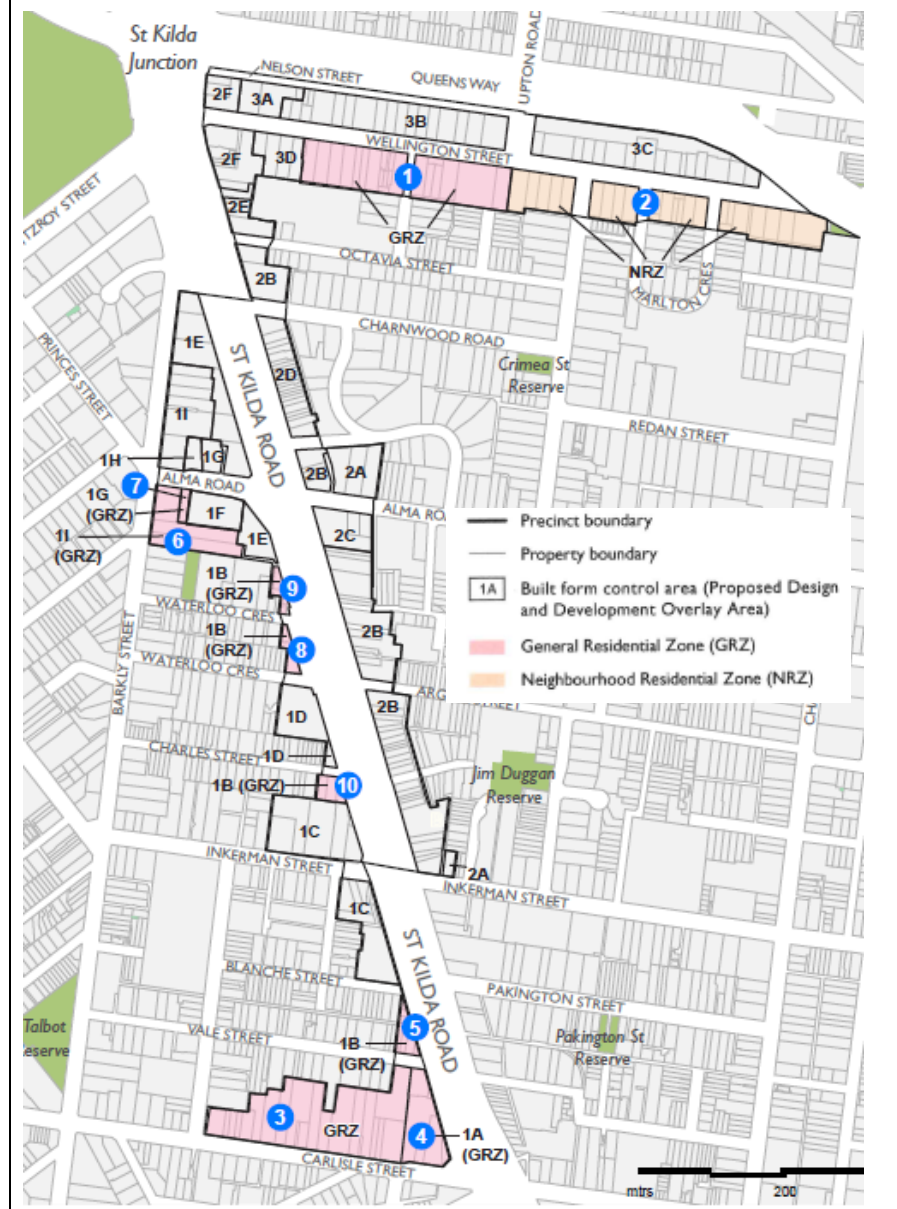 St Kilda
Junction
NELSON STREET
QUEENS WAY
UPTON ROAD
2F
3A
3B
WELLINGTON STREET
3C
2F
3D
1
2
2E
GRZ
NRZ
OCTAVIA STREET
MARLTON CRES
TZROY STREET
2B
CHARNWOOD ROAD
PRINCES STREET
1E
ST KILDA ROAD
2D
Crimea St
Reserve
1I
REDAN STREET
1H
1G
2B
2A
ALMA ROAD
7
1G
(GRZ)
1F
ALMA RO
2C
1I
(GRZ)
6
1E
Precinct boundary
Property boundary
1A
Built form control area (Proposed Design
and Development Overlay Area)
General Residential Zone (GRZ)
Neighbourhood Residential Zone (NRZ)
1B
(GRZ)
9
WATERLOO CRES
1B
(GRZ)
8
2B
BARKLY STREET
WATERLOO CRES
ARG
STREET
CH
1D
2B
CHARLES STREET
1D
1B (GRZ)
10
Jim Duggan
Reserve
1C
INKERMAN STREET
2A
INKERMAN STREET
1C
ST KILDA ROAD
BLANCHE STREET
PAKINGTON STREET
Talbot
eserve
VALE STREET
5
1B
(GRZ)
Pakington St
Reserve
3
GRZ
4
1A
(GRZ)
CARLISLE STREET
mtrs
200